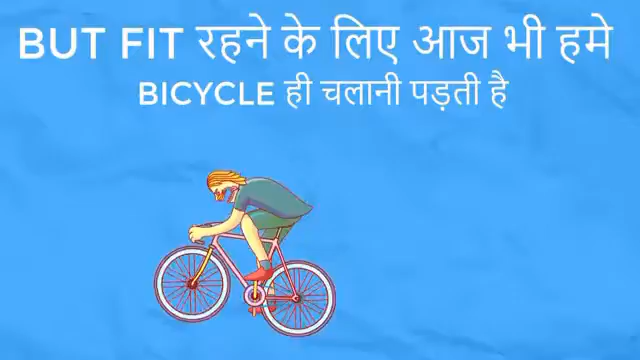 BUT FIT रहने के लिए आज भी हमे
BICYCLE ही चलानी पड़ती है